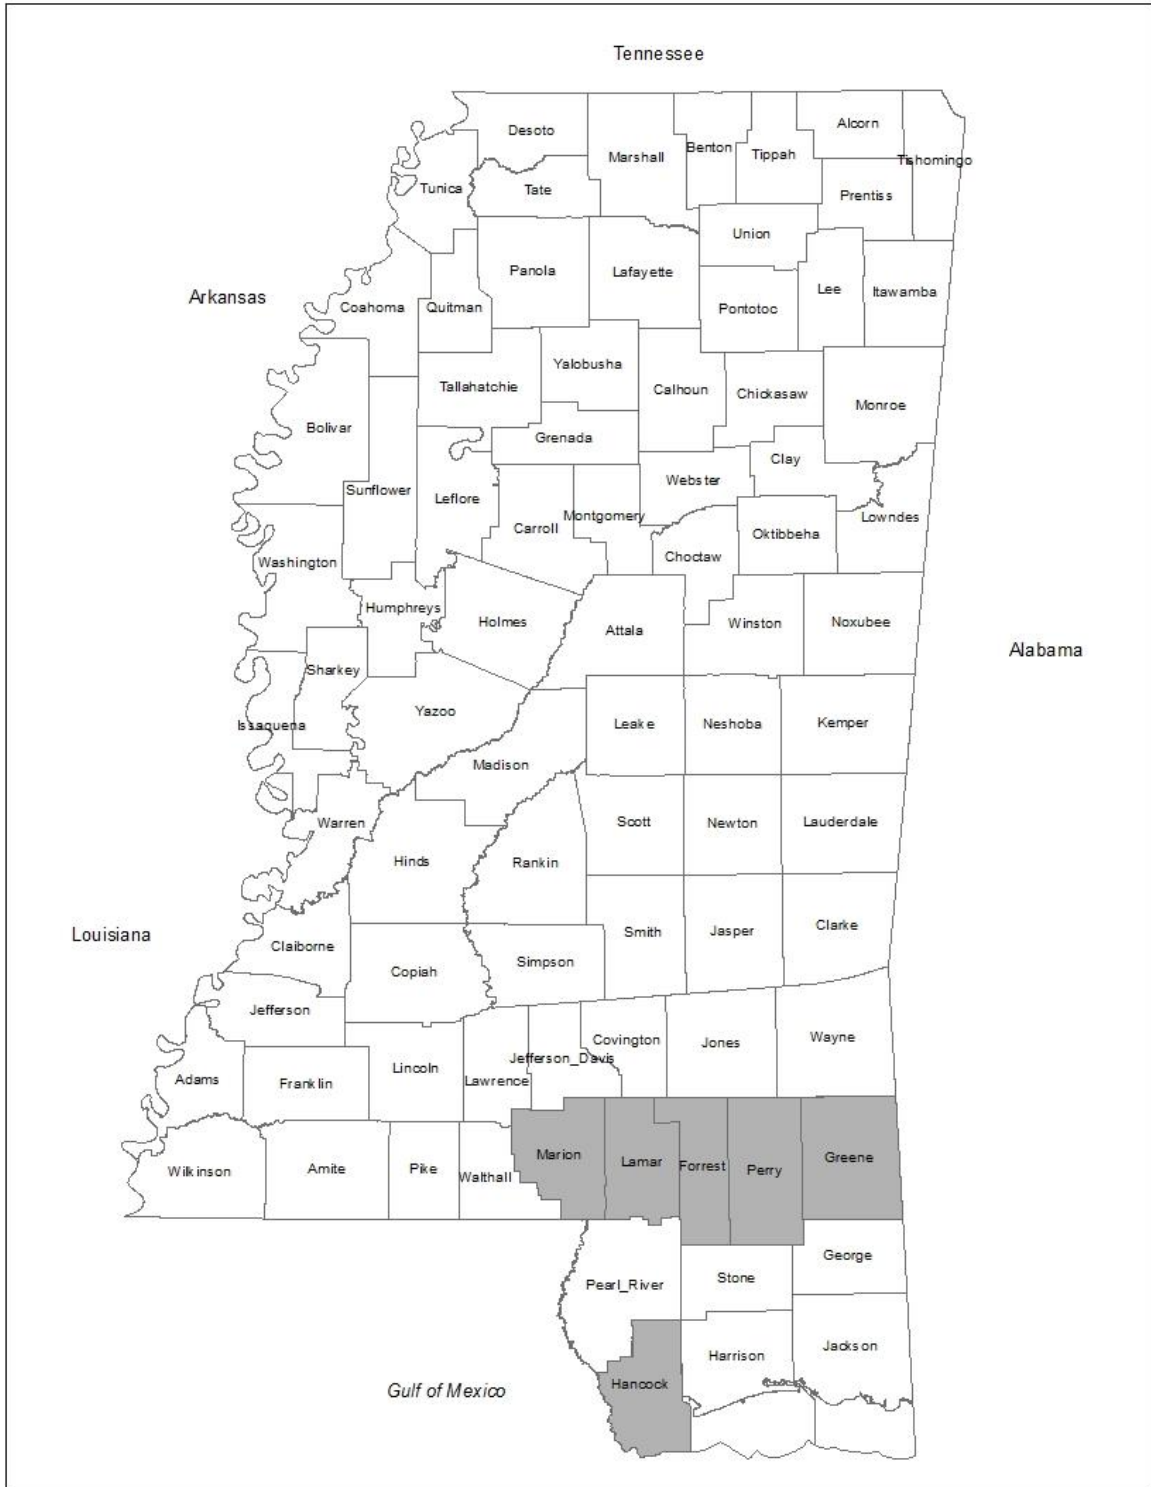 Tennessee
Desoto
Alcorn
Marshall
Benton
Tippah
Tishomingo
Tunica
Tate
Prentiss
Union
Panola
Lafayette
Arkansas
Coahoma
Quitman
Pontotoc
Lee
Itawamba
Yalobusha
Tallahatchie
Calhoun
Chickasaw
Monroe
Bolivar
Grenada
Clay
Webster
Sunflower
Leflore
Carroll
Montgomery
Lowndes
Oktibbeha
Choctaw
Washington
Humphreys
Holmes
Attala
Winston
Noxubee
Alabama
Sharkey
Issaquena
Yazoo
Leake
Neshoba
Kemper
Madison
Warren
Scott
Newton
Lauderdale
Hinds
Rankin
Louisiana
Claiborne
Smith
Jasper
Clarke
Copiah
Simpson
Jefferson
Covington
Jones
Wayne
Jefferson_Davis
Adams
Franklin
Lincoln
Lawrence
Wilkinson
Amite
Pike
Walthall
Marion
Lamar
Forrest
Perry
Greene
George
Pearl_River
Stone
Harrison
Jackson
Hancock
Gulf of Mexico